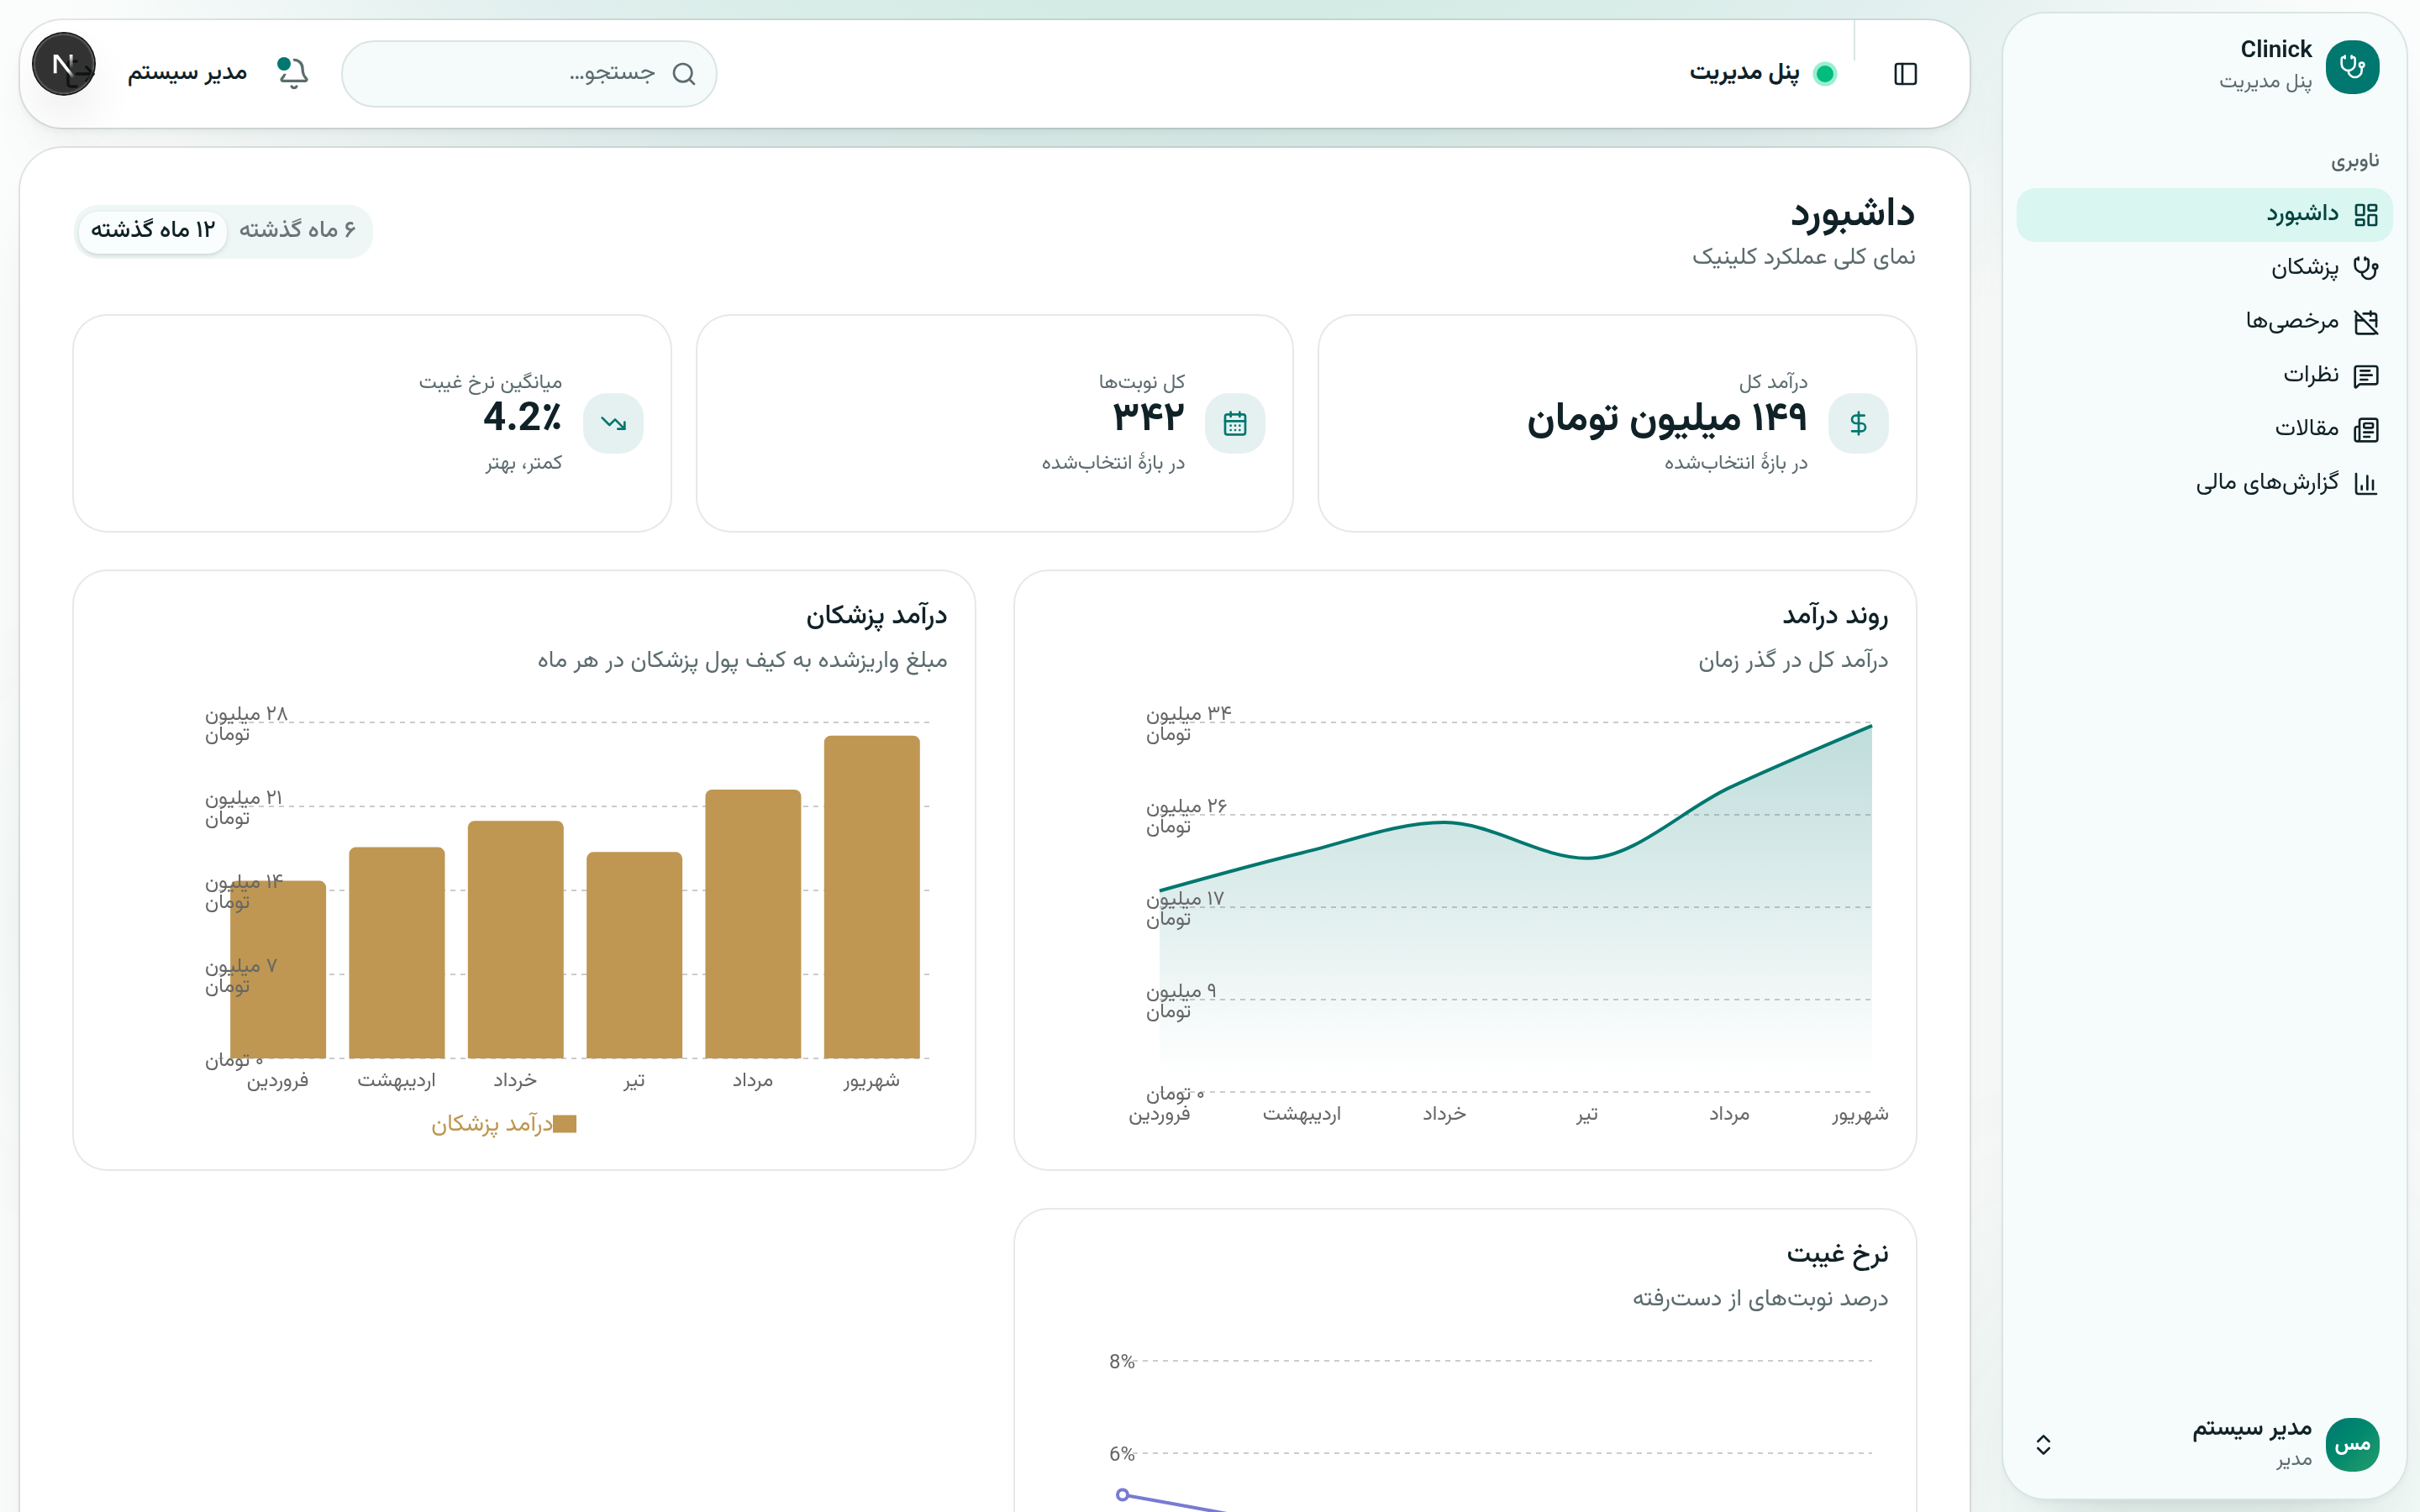 Clinick
پنل مدیریت
ناوبری
داشبورد
پزشکان
مرخصی‌ها
نظرات
مقالات
گزارش‌های مالی
مدیر سیستم
مدیر
مس
پنل مدیریت
جستجو...
مدیر سیستم
N
داشبورد
نمای کلی عملکرد کلینیک
۶ ماه گذشته
۱۲ ماه گذشته
درآمد کل
۱۴۹ میلیون تومان
در بازهٔ انتخاب‌شده
کل نوبت‌ها
۳۴۲
در بازهٔ انتخاب‌شده
میانگین نرخ غیبت
4.2٪
کمتر، بهتر
روند درآمد
درآمد کل در گذر زمان
۳۴ میلیون
تومان
۲۶ میلیون
تومان
۱۷ میلیون
تومان
۹ میلیون
تومان
۰ تومان
شهریور
مرداد
تیر
خرداد
اردیبهشت
فروردین
درآمد پزشکان
مبلغ واریزشده به کیف پول پزشکان در هر ماه
۲۸ میلیون
تومان
۲۱ میلیون
تومان
۱۴ میلیون
تومان
۷ میلیون
تومان
۰ تومان
شهریور
مرداد
تیر
خرداد
اردیبهشت
فروردین
درآمد پزشکان
نرخ غیبت
درصد نوبت‌های از دست‌رفته
8%
6%